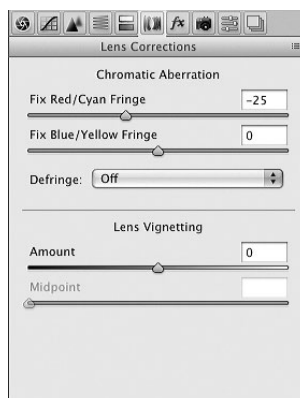 fx
Lens Corrections
Chromatic Aberration
Fix Red/Cyan Fringe
-25
Fix Blue/Yellow Fringe
0
Defringe: Off
Lens Vignetting
Amount
0
Midpoint